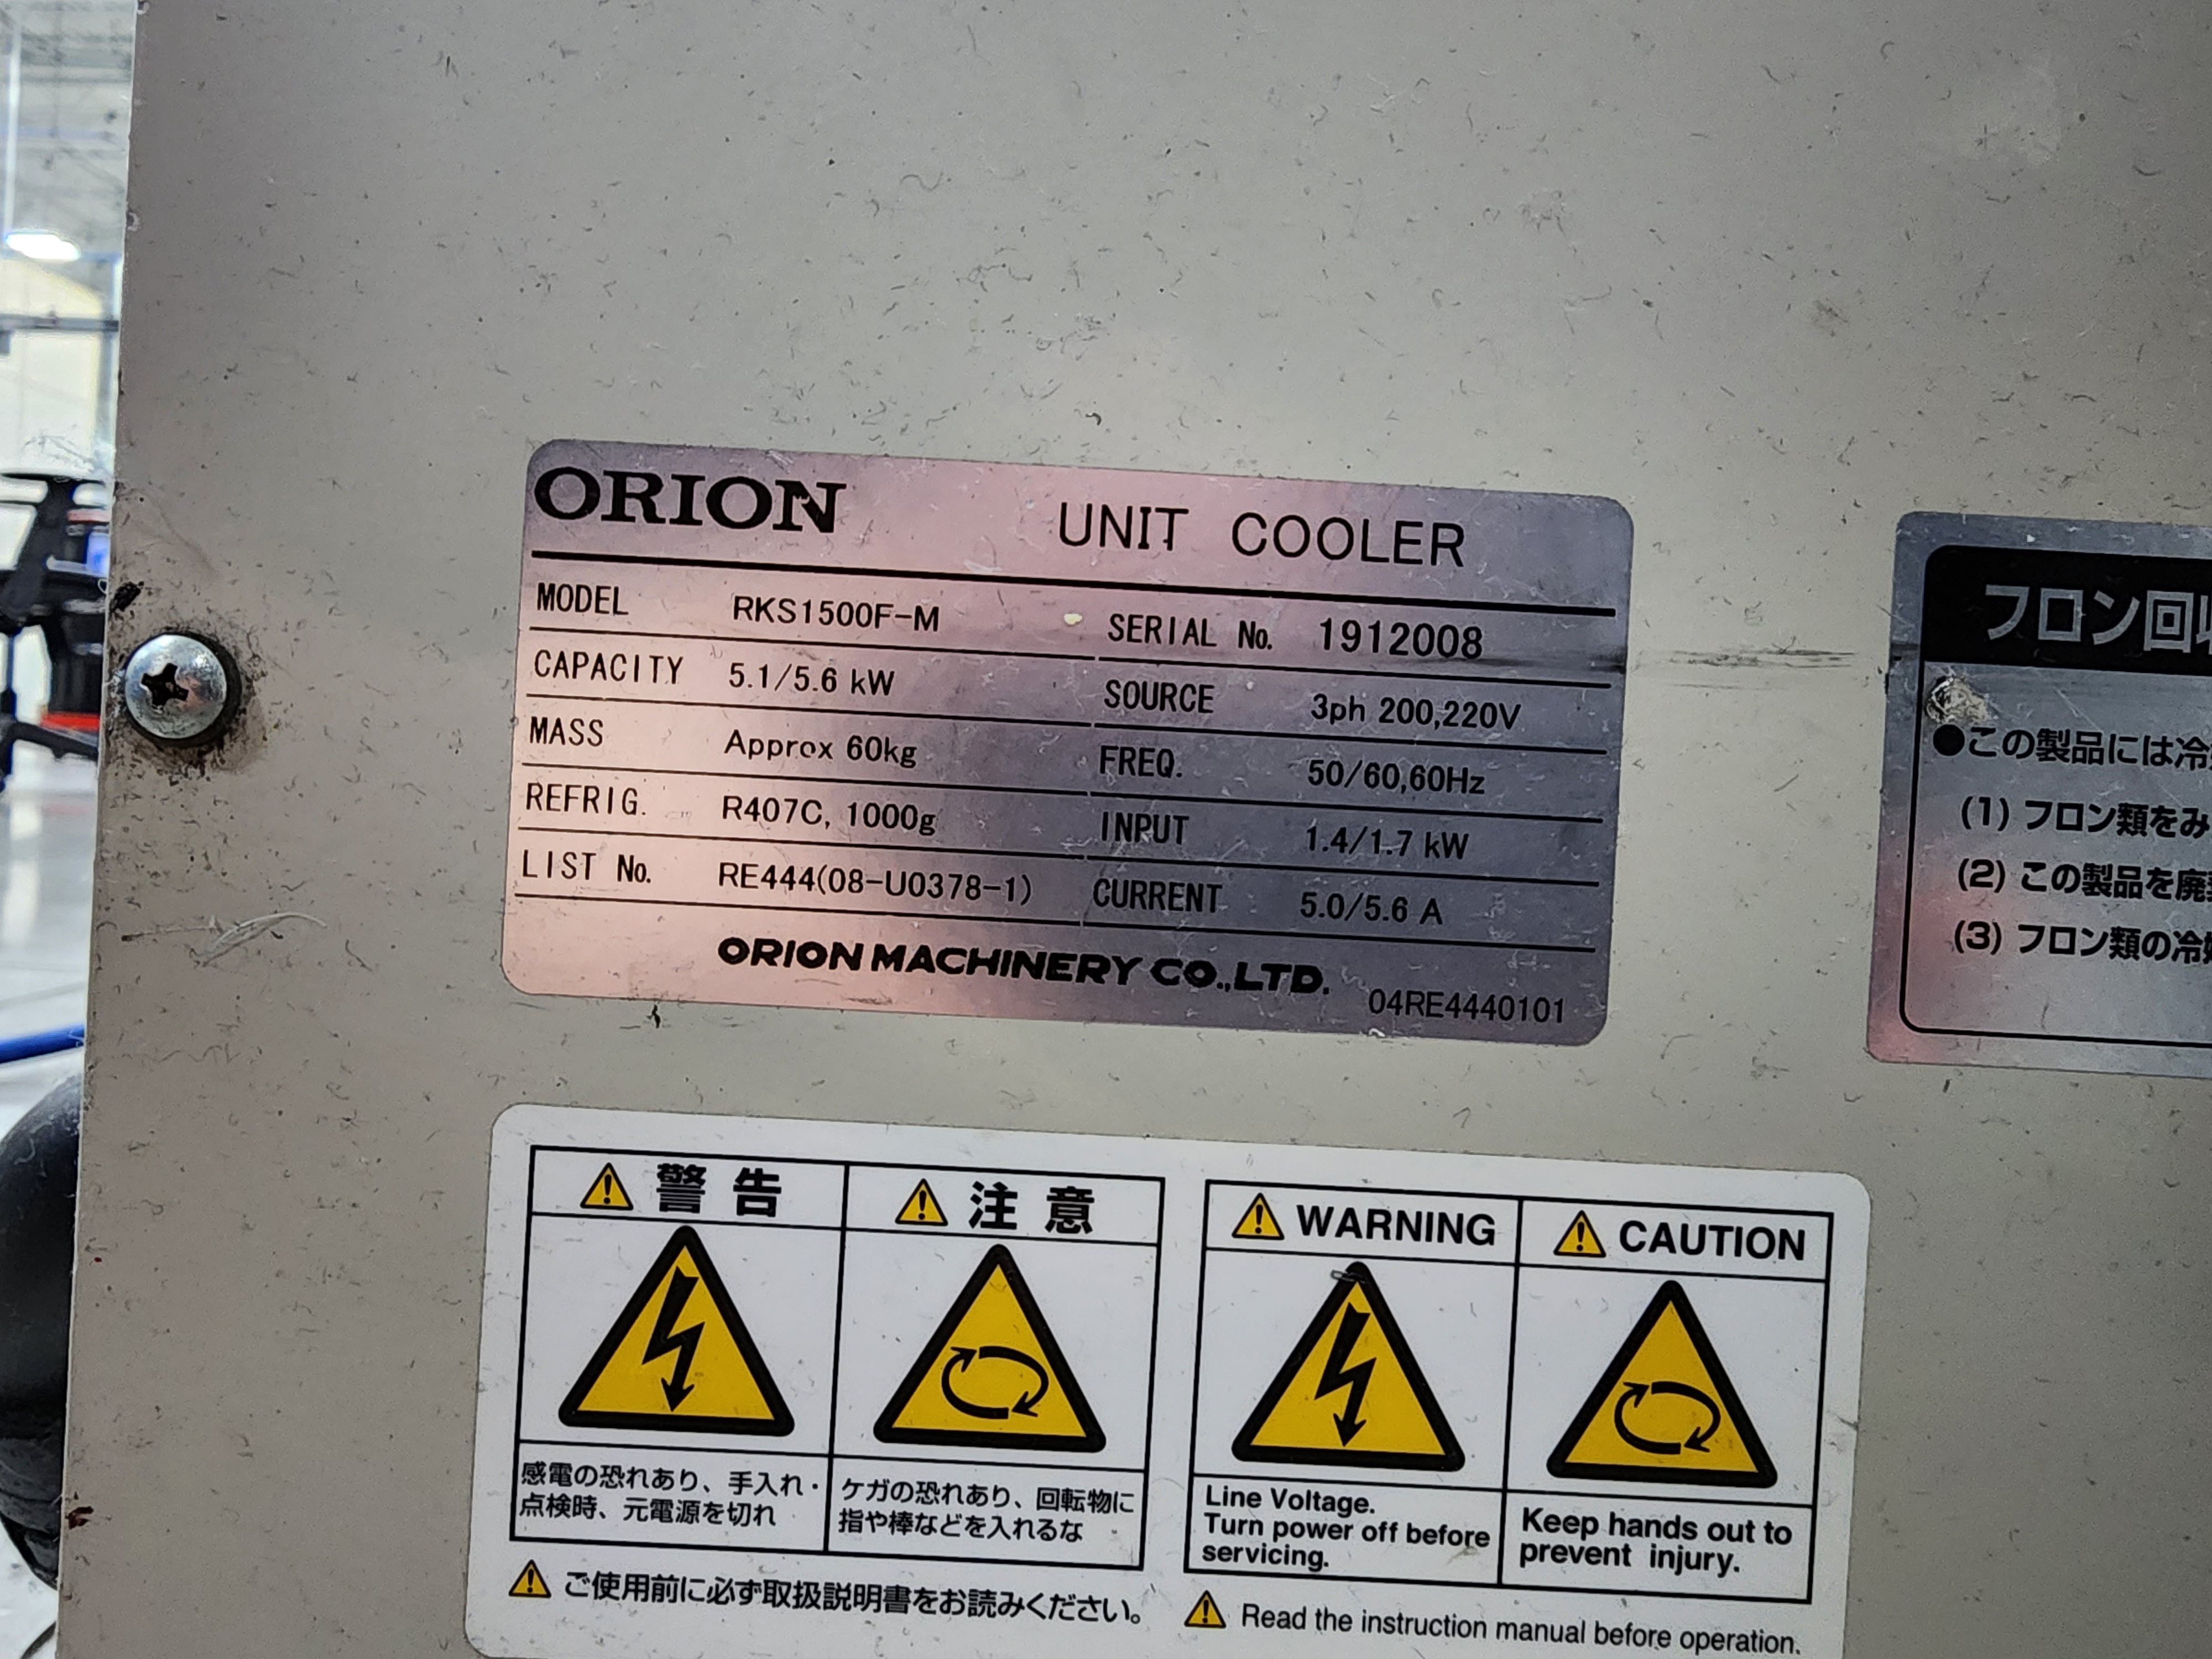 ORION UNIT COOLER
MODEL RKS1500F-M SERIAL No. 1912008
CAPACITY 5.1/5.6 kW SOURCE 3ph 200,220V
MASS Approx 60kg FREQ. 50/60,60Hz
REFRIG. R407C, 1000g INPUT 1.4/1.7 kW
LIST No. RE444(08-U0378-1) CURRENT 5.0/5.6 A
ORION MACHINERY CO.,LTD.
04RE4440101
フロン回
●この製品には冷
(1) フロン類をみ
(2) この製品を廃
(3) フロン類の冷
警告
注意
感電の恐れあり、手入れ・
点検時、元電源を切れ
ケガの恐れあり、回転物に
指や棒などを入れるな
ご使用前に必ず取扱説明書をお読みください。
WARNING
CAUTION
Line Voltage.
Turn power off before
servicing.
Keep hands out to
prevent injury.
Read the instruction manual before operation.